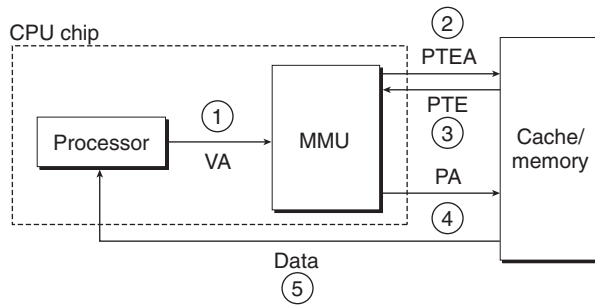 CPU chip
2
PTEA
1
PTE
Processor
MMU
3
Cache/
memory
VA
PA
4
Data
5